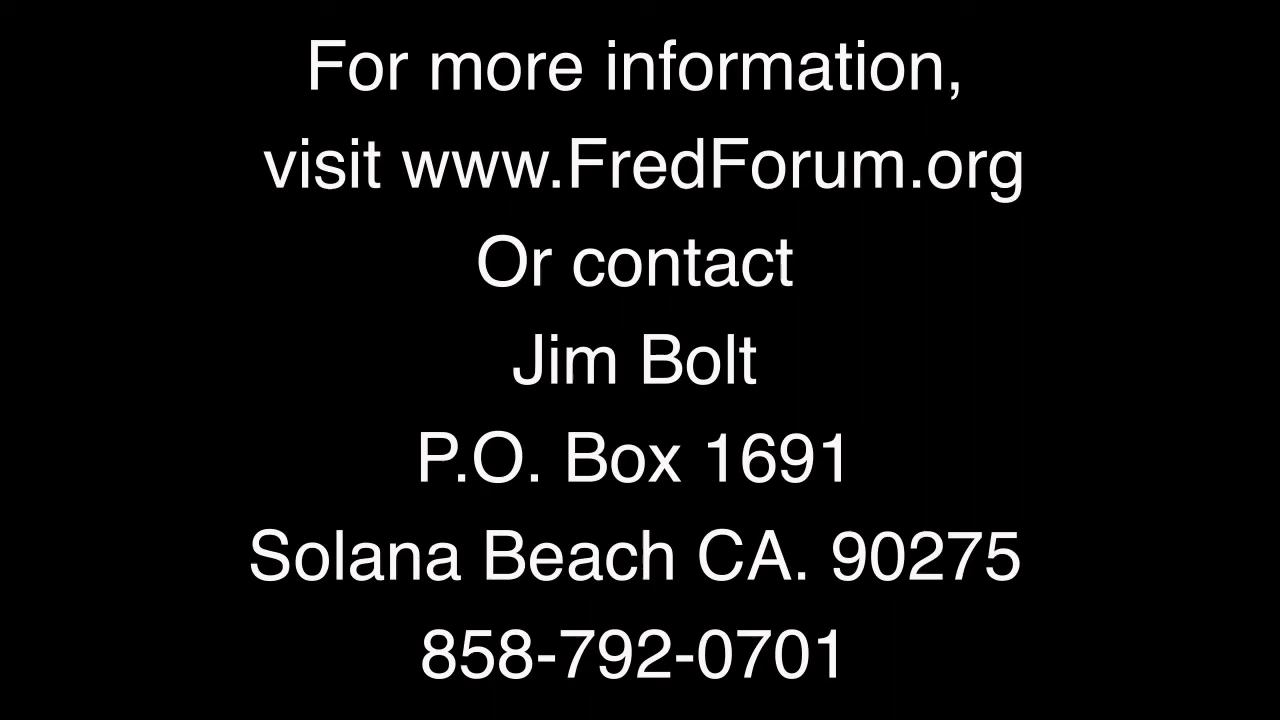 For more information,
visit www.FredForum.org
Or contact
Jim Bolt
P.O. Box 1691
Solana Beach CA. 90275
858-792-0701